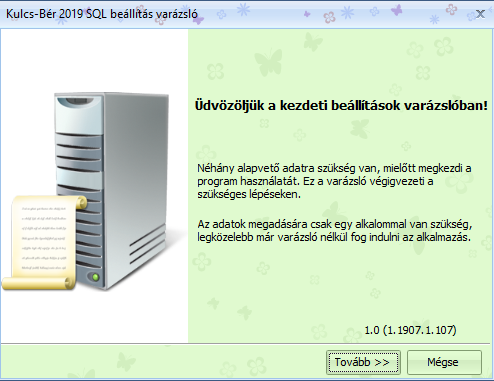 Kulcs-Bér 2019 SQL beállítás varázsló
Üdvözöljük a kezdeti beállítások varázslóban!
Néhány alapvető adatra szükség van, mielőtt megkezdi a
program használatát. Ez a varázsló végigvezeti a
szükséges lépéseken.
Az adatok megadására csak egy alkalommal van szükség,
legközelebb már varázsló nélkül fog indulni az alkalmazás.
1.0 (1.1907.1.107)
Tovább >>
Mégse